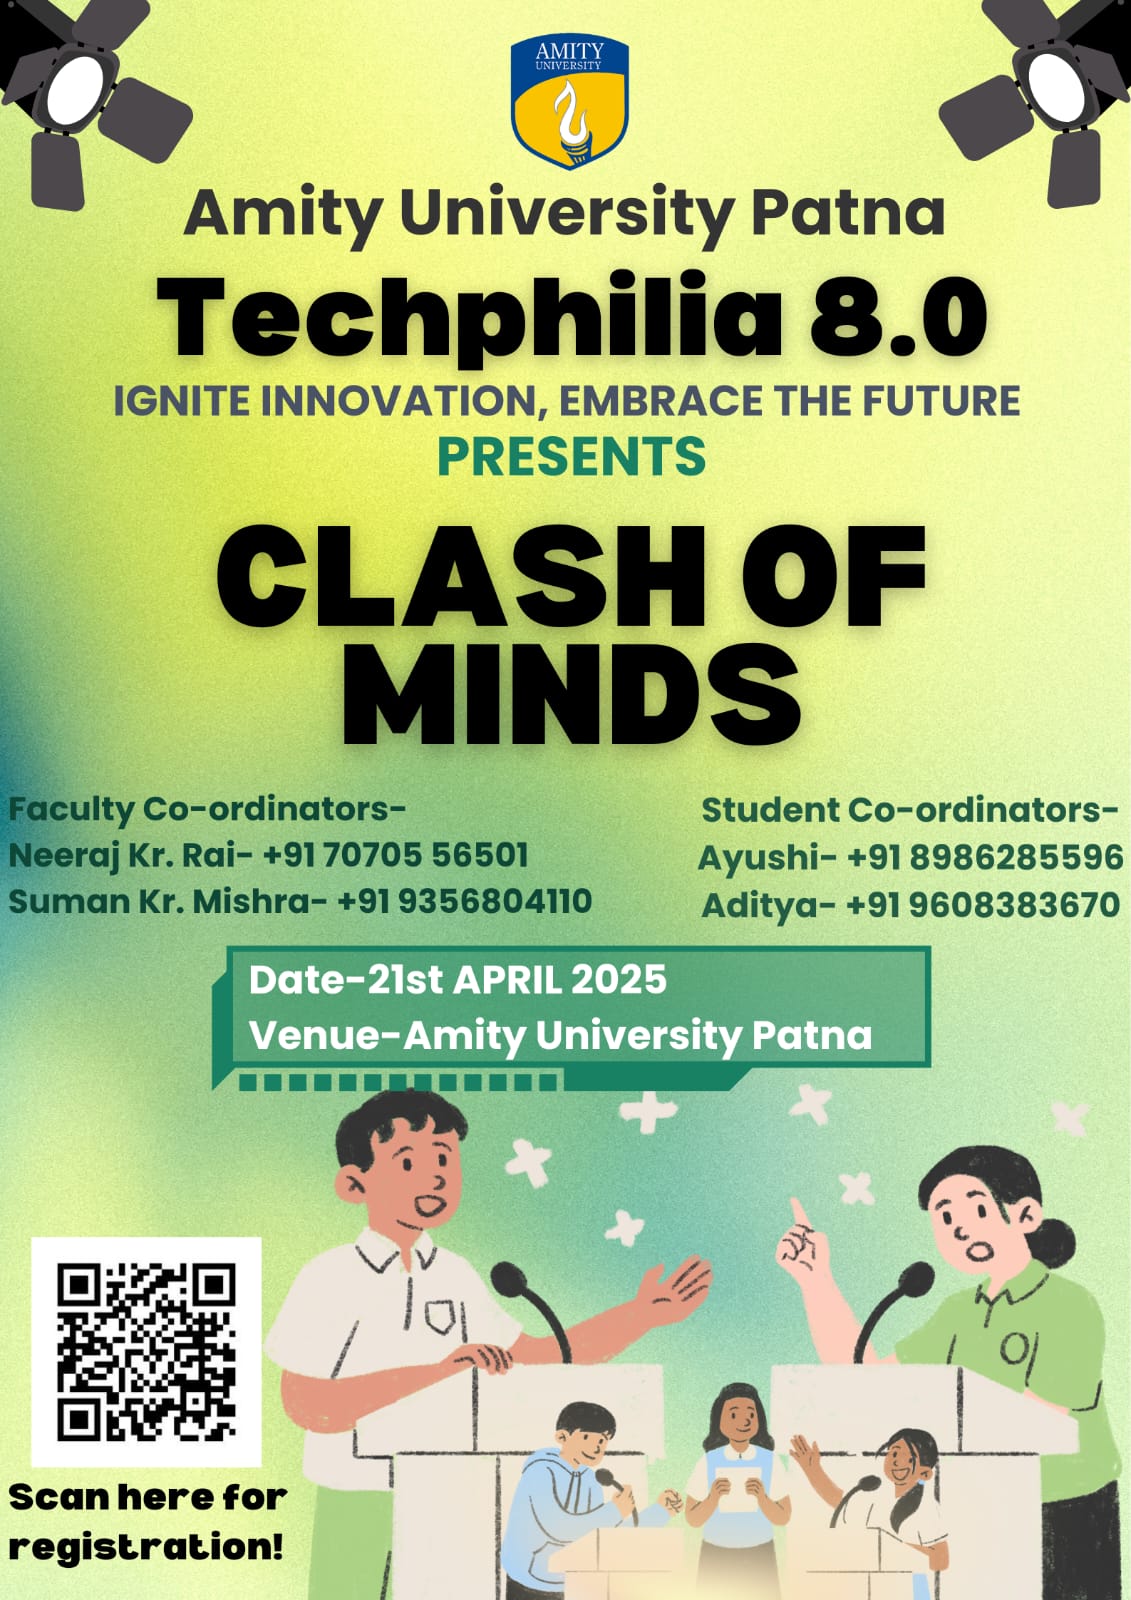 AMITY
UNIVERSITY
Amity University Patna
Techphilia 8.0
IGNITE INNOVATION, EMBRACE THE FUTURE
PRESENTS
CLASH OF
MINDS
Faculty Co-ordinators-
Neeraj Kr. Rai- +91 70705 56501
Suman Kr. Mishra- +91 9356804110
Student Co-ordinators-
Ayushi- +91 8986285596
Aditya- +91 9608383670
Date-21st APRIL 2025
Venue-Amity University Patna
Scan here for
registration!